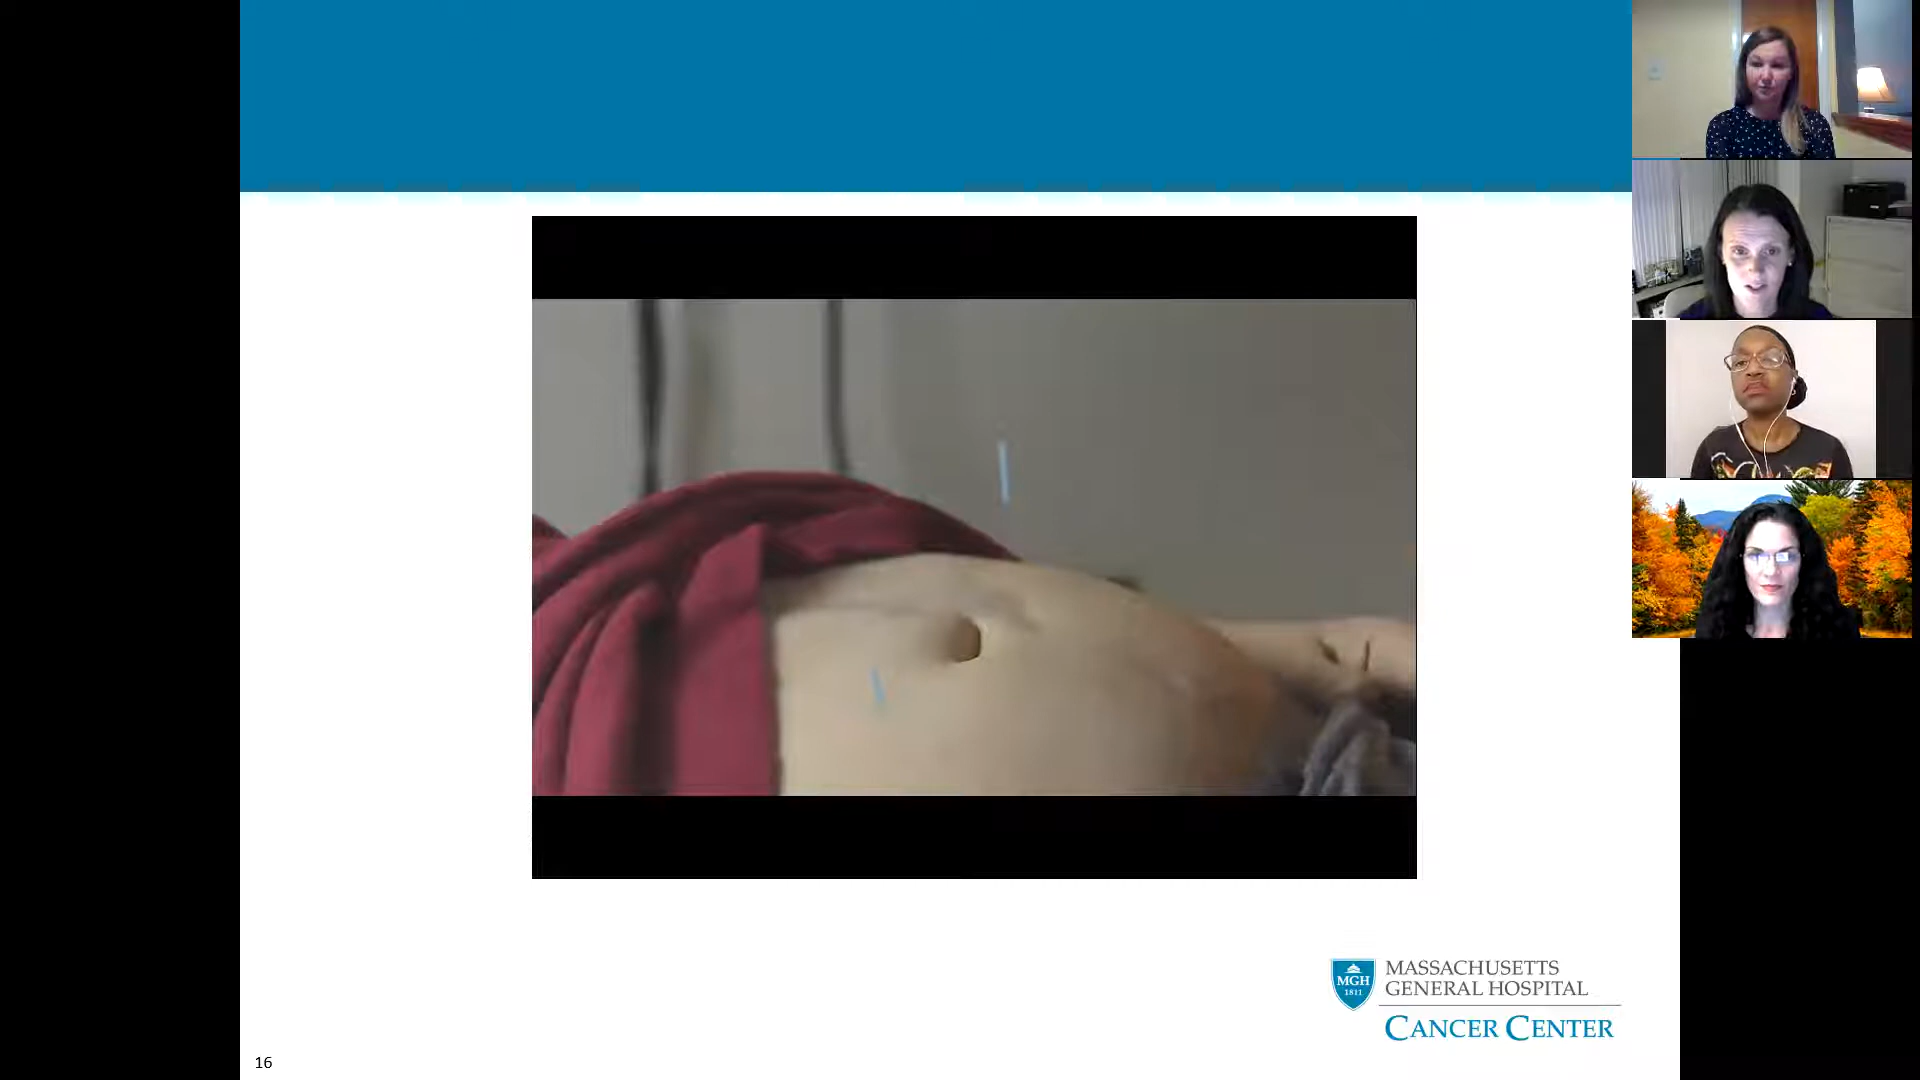 MGH
1811
MASSACHUSETTS
GENERAL HOSPITAL
CANCER CENTER
16